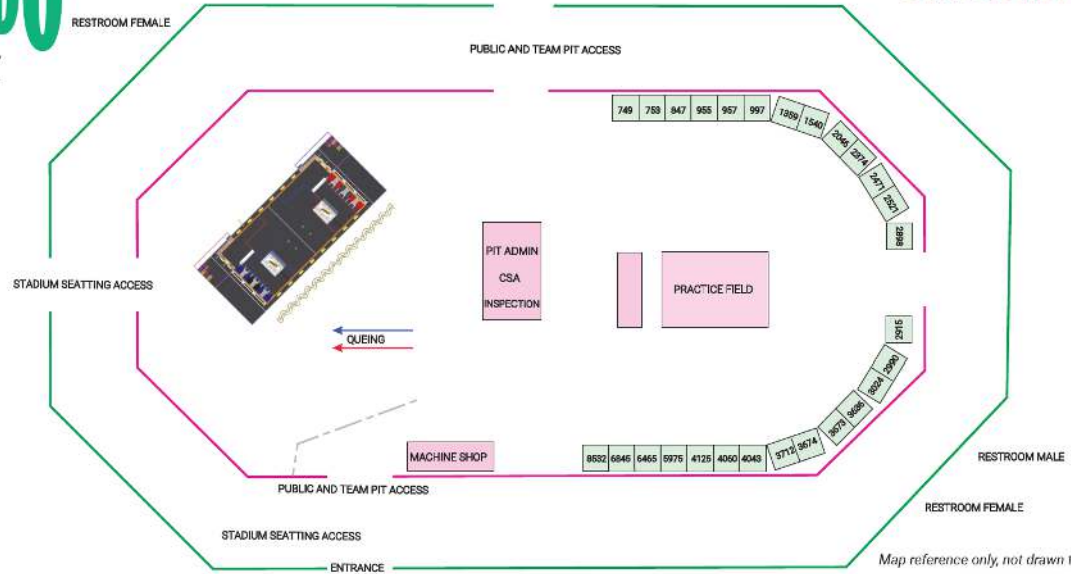 RESTROOM FEMALE
PUBLIC AND TEAM PIT ACCESS
749 753 847 955 957 997 1359 1540
2046 2374
2471 2521
2898
PIT ADMIN
CSA
INSPECTION
PRACTICE FIELD
STADIUM SEATTING ACCESS
QUEING
2915
2990
3024
3636
3673
3674
3712
MACHINE SHOP
8532 6845 6465 5975 4125 4060 4043
RESTROOM MALE
PUBLIC AND TEAM PIT ACCESS
RESTROOM FEMALE
STADIUM SEATTING ACCESS
Map reference only, not drawn
ENTRANCE